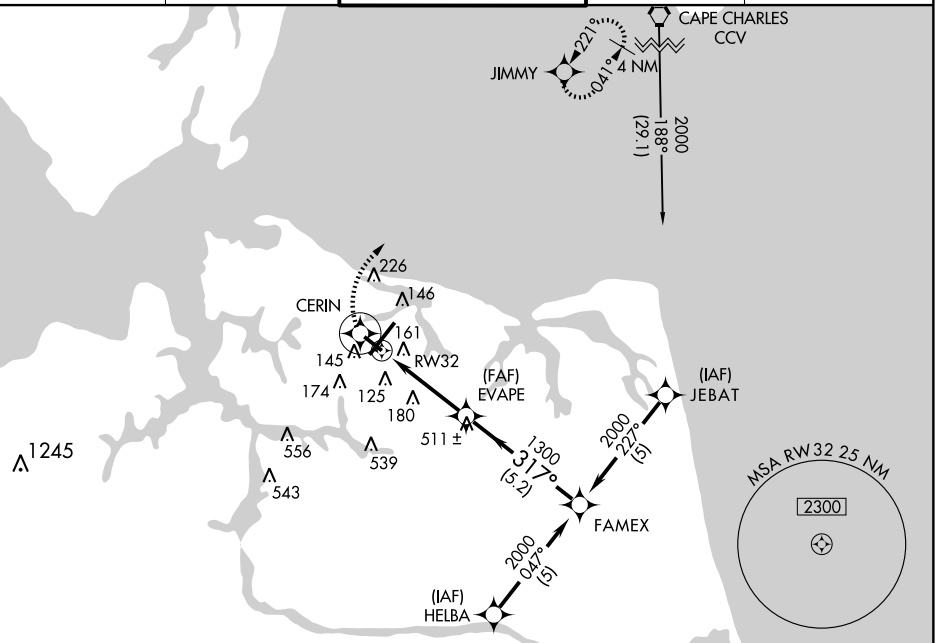 CAPE CHARLES
CCV
221°
JIMMY
041°
4 NM
2000
188°
(29.1)
226
146
CERIN
161
145
RW32
174
125
180
(FAF)
EVAPE
511 ±
(IAF)
JEBAT
2000
227°
(5)
1245
556
539
543
1300
317°
(5.2)
MSA RW32 25 NM
2300
FAMEX
2000
047°
(5)
(IAF)
HELBA